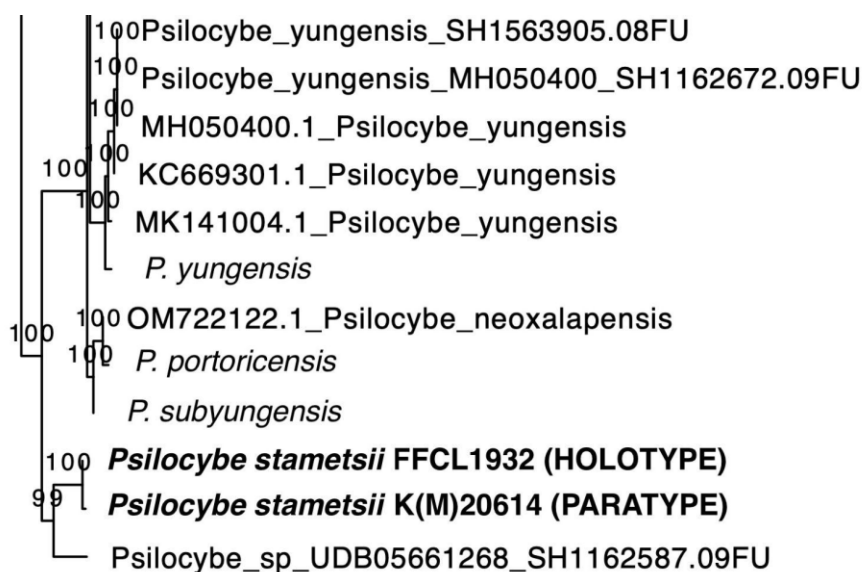 100 Psilocybe_yungensis_SH1563905.08FU
100 Psilocybe_yungensis_MH050400_SH1162672.09FU
100 MH050400.1_Psilocybe_yungensis
100 100 KC669301.1_Psilocybe_yungensis
100 MK141004.1_Psilocybe_yungensis
P. yungensis
100 100 OM722122.1_Psilocybe_neoxalapensis
100 P. portoricensis
P. subyungensis
100 Psilocybe stametsii FFCL1932 (HOLOTYPE)
99 Psilocybe stametsii K(M)20614 (PARATYPE)
Psilocybe_sp_UDB05661268_SH1162587.09FU